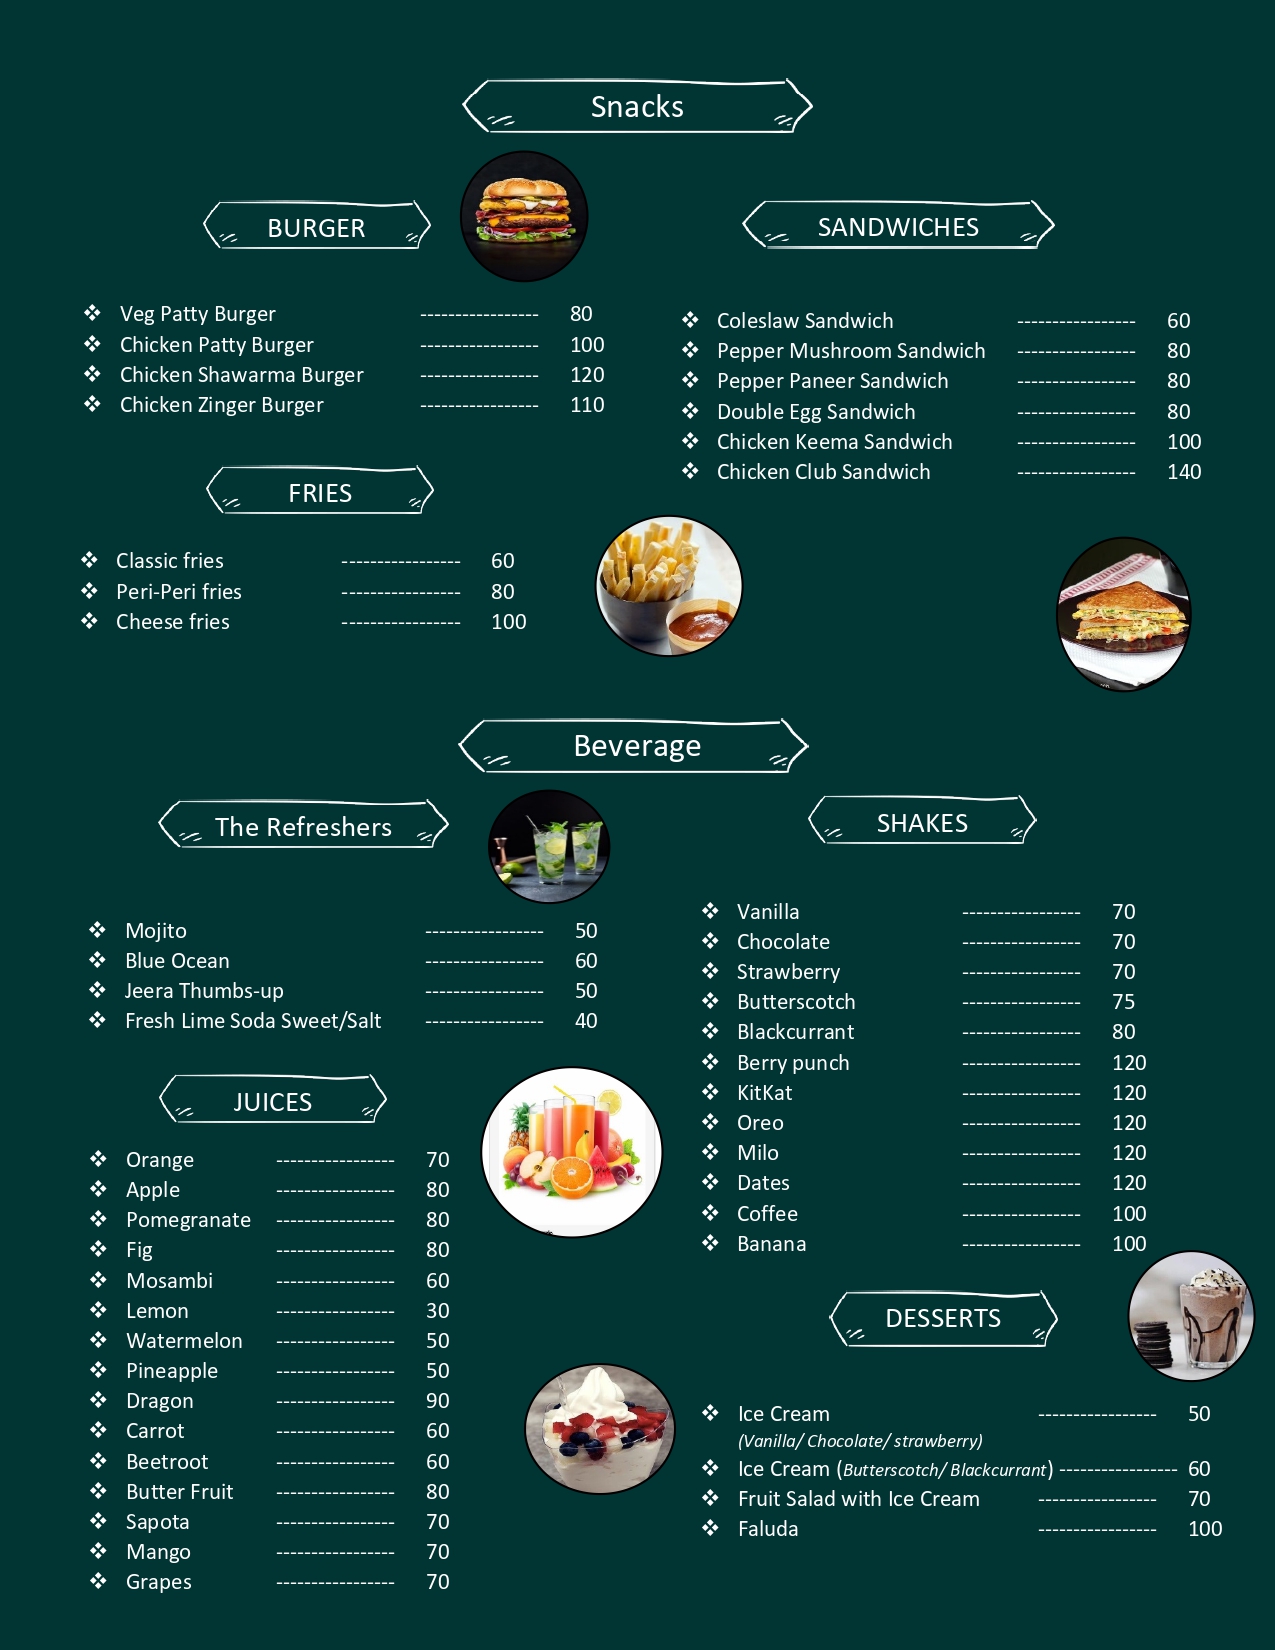 Snacks
BURGER
❖ Veg Patty Burger ----------------- 80
❖ Chicken Patty Burger ----------------- 100
❖ Chicken Shawarma Burger ----------------- 120
❖ Chicken Zinger Burger ----------------- 110
FRIES
❖ Classic fries ----------------- 60
❖ Peri-Peri fries ----------------- 80
❖ Cheese fries ----------------- 100
SANDWICHES
❖ Coleslaw Sandwich ----------------- 60
❖ Pepper Mushroom Sandwich ----------------- 80
❖ Pepper Paneer Sandwich ----------------- 80
❖ Double Egg Sandwich ----------------- 80
❖ Chicken Keema Sandwich ----------------- 100
❖ Chicken Club Sandwich ----------------- 140
Beverage
The Refreshers
❖ Mojito ----------------- 50
❖ Blue Ocean ----------------- 60
❖ Jeera Thumbs-up ----------------- 50
❖ Fresh Lime Soda Sweet/Salt ----------------- 40
JUICES
❖ Orange ----------------- 70
❖ Apple ----------------- 80
❖ Pomegranate ----------------- 80
❖ Fig ----------------- 80
❖ Mosambi ----------------- 60
❖ Lemon ----------------- 30
❖ Watermelon ----------------- 50
❖ Pineapple ----------------- 50
❖ Dragon ----------------- 90
❖ Carrot ----------------- 60
❖ Beetroot ----------------- 60
❖ Butter Fruit ----------------- 80
❖ Sapota ----------------- 70
❖ Mango ----------------- 70
❖ Grapes ----------------- 70
SHAKES
❖ Vanilla ----------------- 70
❖ Chocolate ----------------- 70
❖ Strawberry ----------------- 70
❖ Butterscotch ----------------- 75
❖ Blackcurrant ----------------- 80
❖ Berry punch ----------------- 120
❖ KitKat ----------------- 120
❖ Oreo ----------------- 120
❖ Milo ----------------- 120
❖ Dates ----------------- 120
❖ Coffee ----------------- 100
❖ Banana ----------------- 100
DESSERTS
❖ Ice Cream ----------------- 50
(Vanilla/ Chocolate/ strawberry)
❖ Ice Cream (Butterscotch/ Blackcurrant) ----------------- 60
❖ Fruit Salad with Ice Cream ----------------- 70
❖ Faluda ----------------- 100